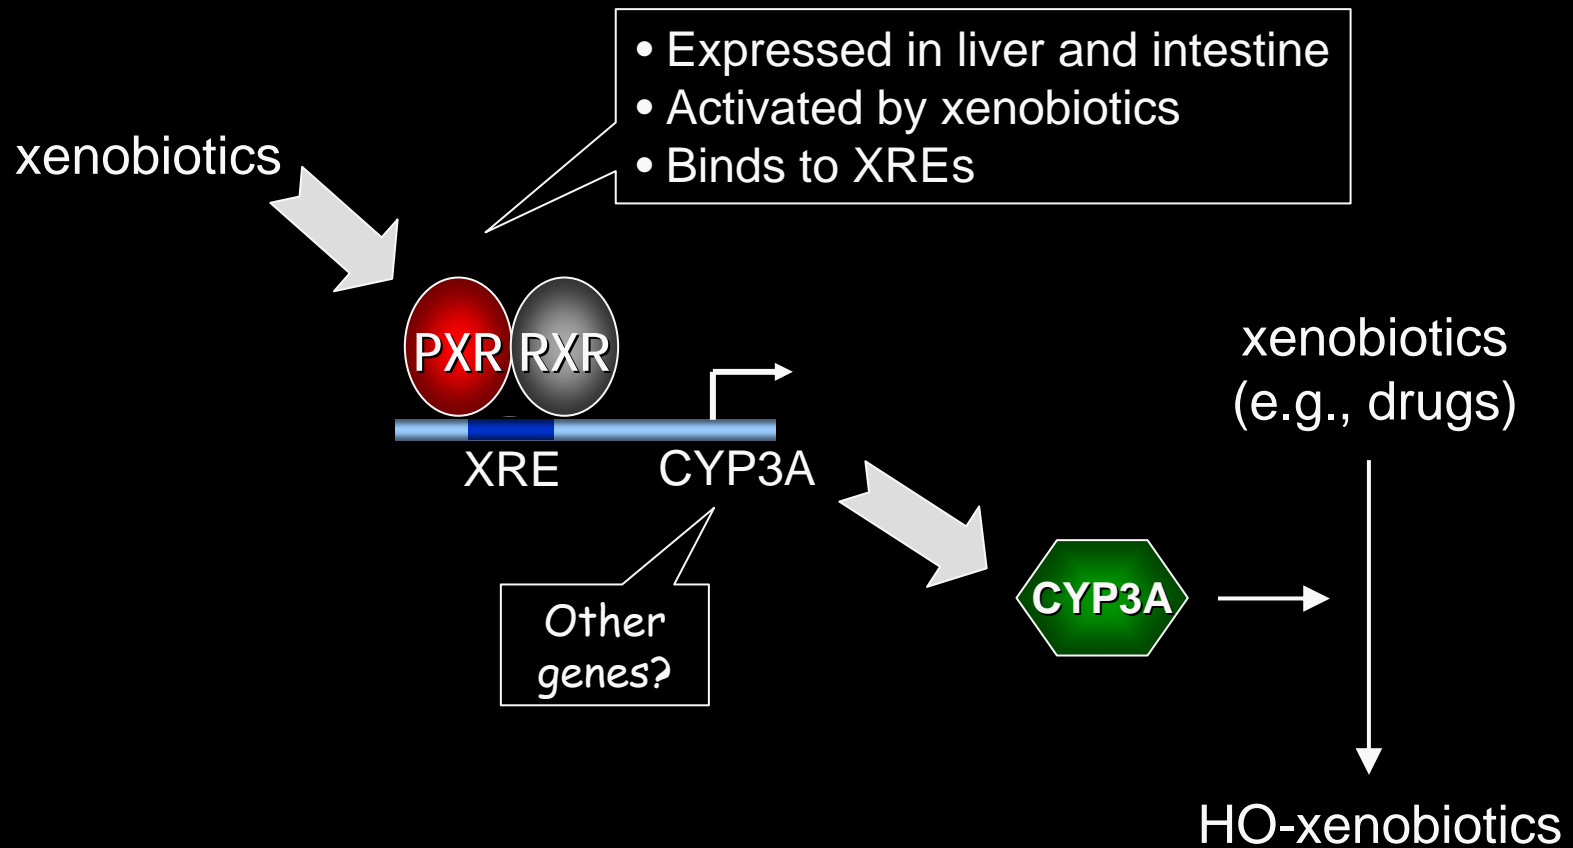 • Expressed in liver and intestine
• Activated by xenobiotics
• Binds to XREs
xenobiotics
PXR RXR
xenobiotics
(e.g., drugs)
XRE CYP3A
CYP3A
Other
genes?
HO-xenobiotics